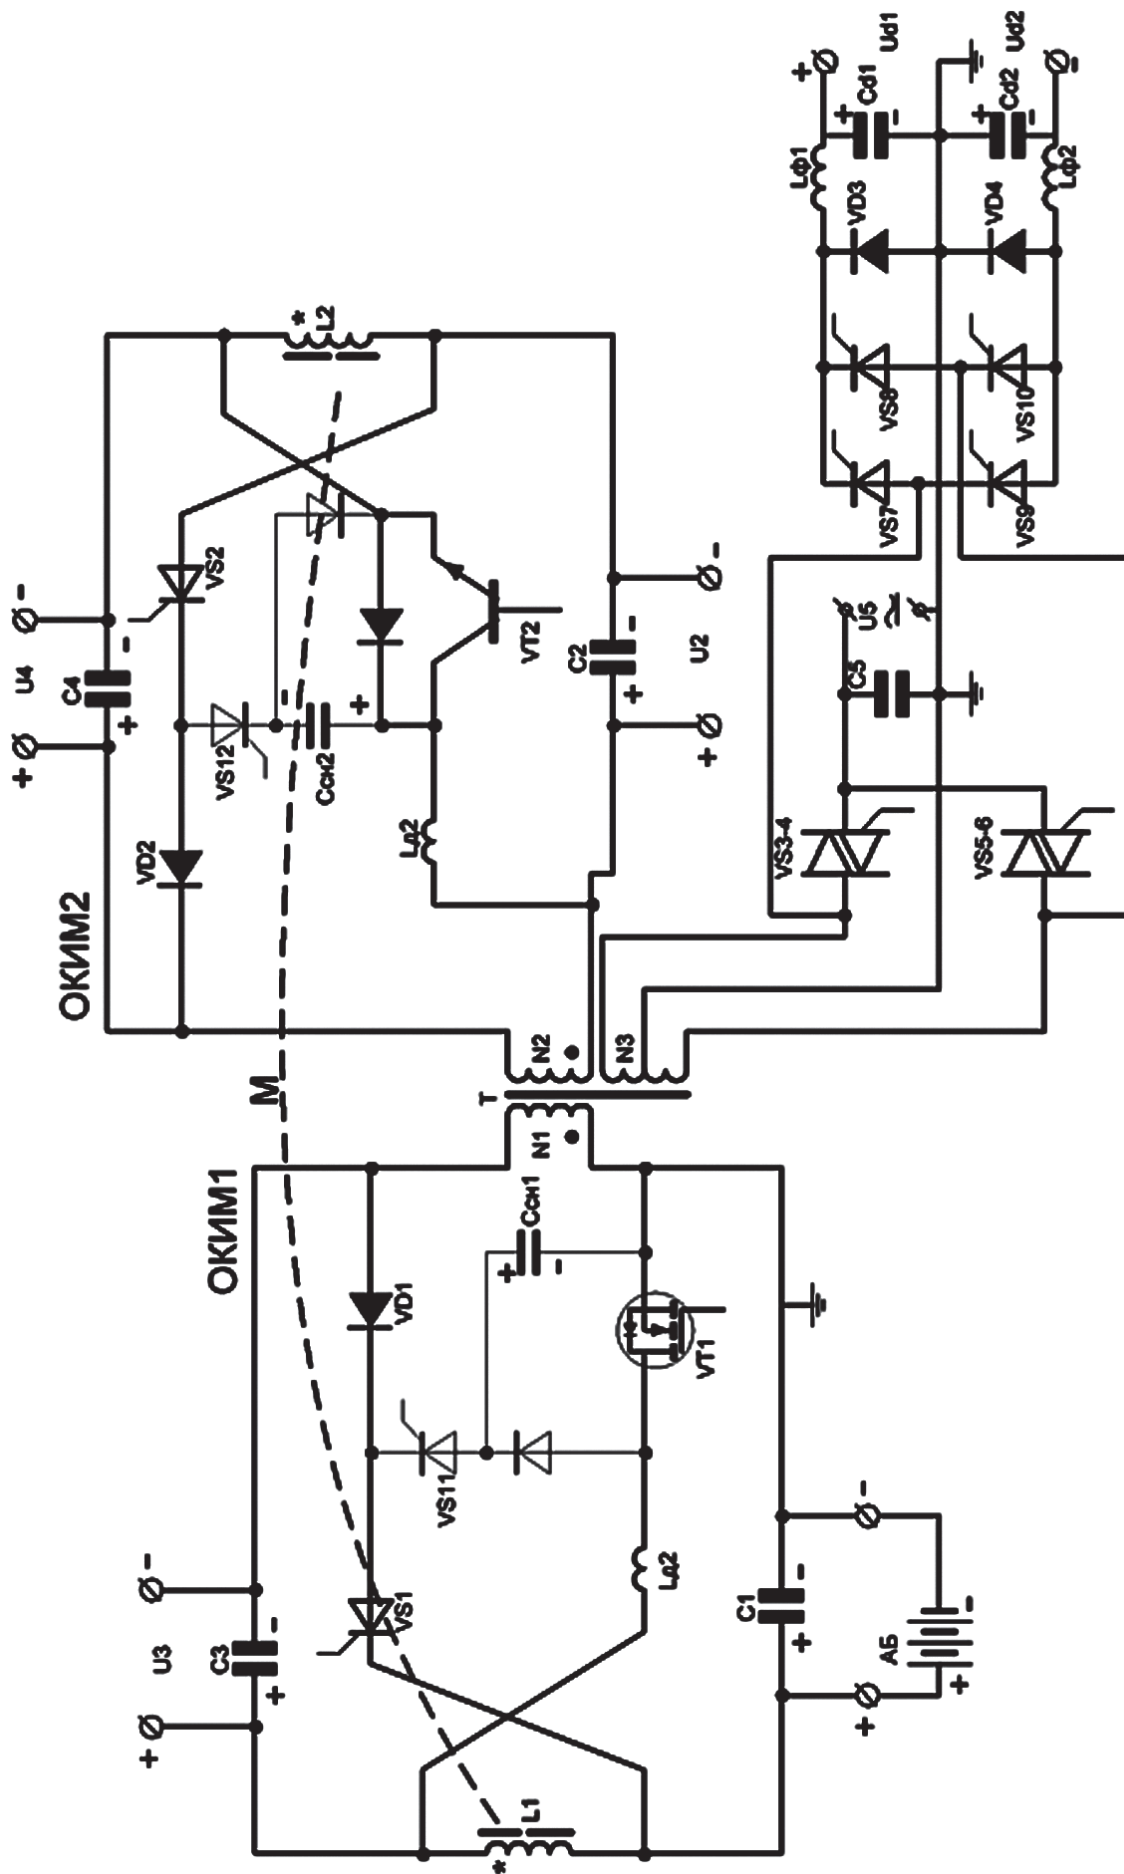 ОКИМ1
U3
+
-
C3
+
-
VS1
VD1
VS11
Cсн1
+
-
*
L1
Lд2
VT1
C1
+
-
+
-
АБ
+
-
M
T
N1
N2
N3
ОКИМ2
U4
+
-
C4
+
-
VD2
VS2
VS12
Cсн2
-
+
*
L2
Lд2
VT2
C2
+
-
U2
+
-
VS3-4
VS5-6
C5
U5
VS7
VS8
VS9
VS10
VD3
VD4
Lф1
Lф2
+
Cd1
-
+
Cd2
-
+
Ud1
Ud2
-